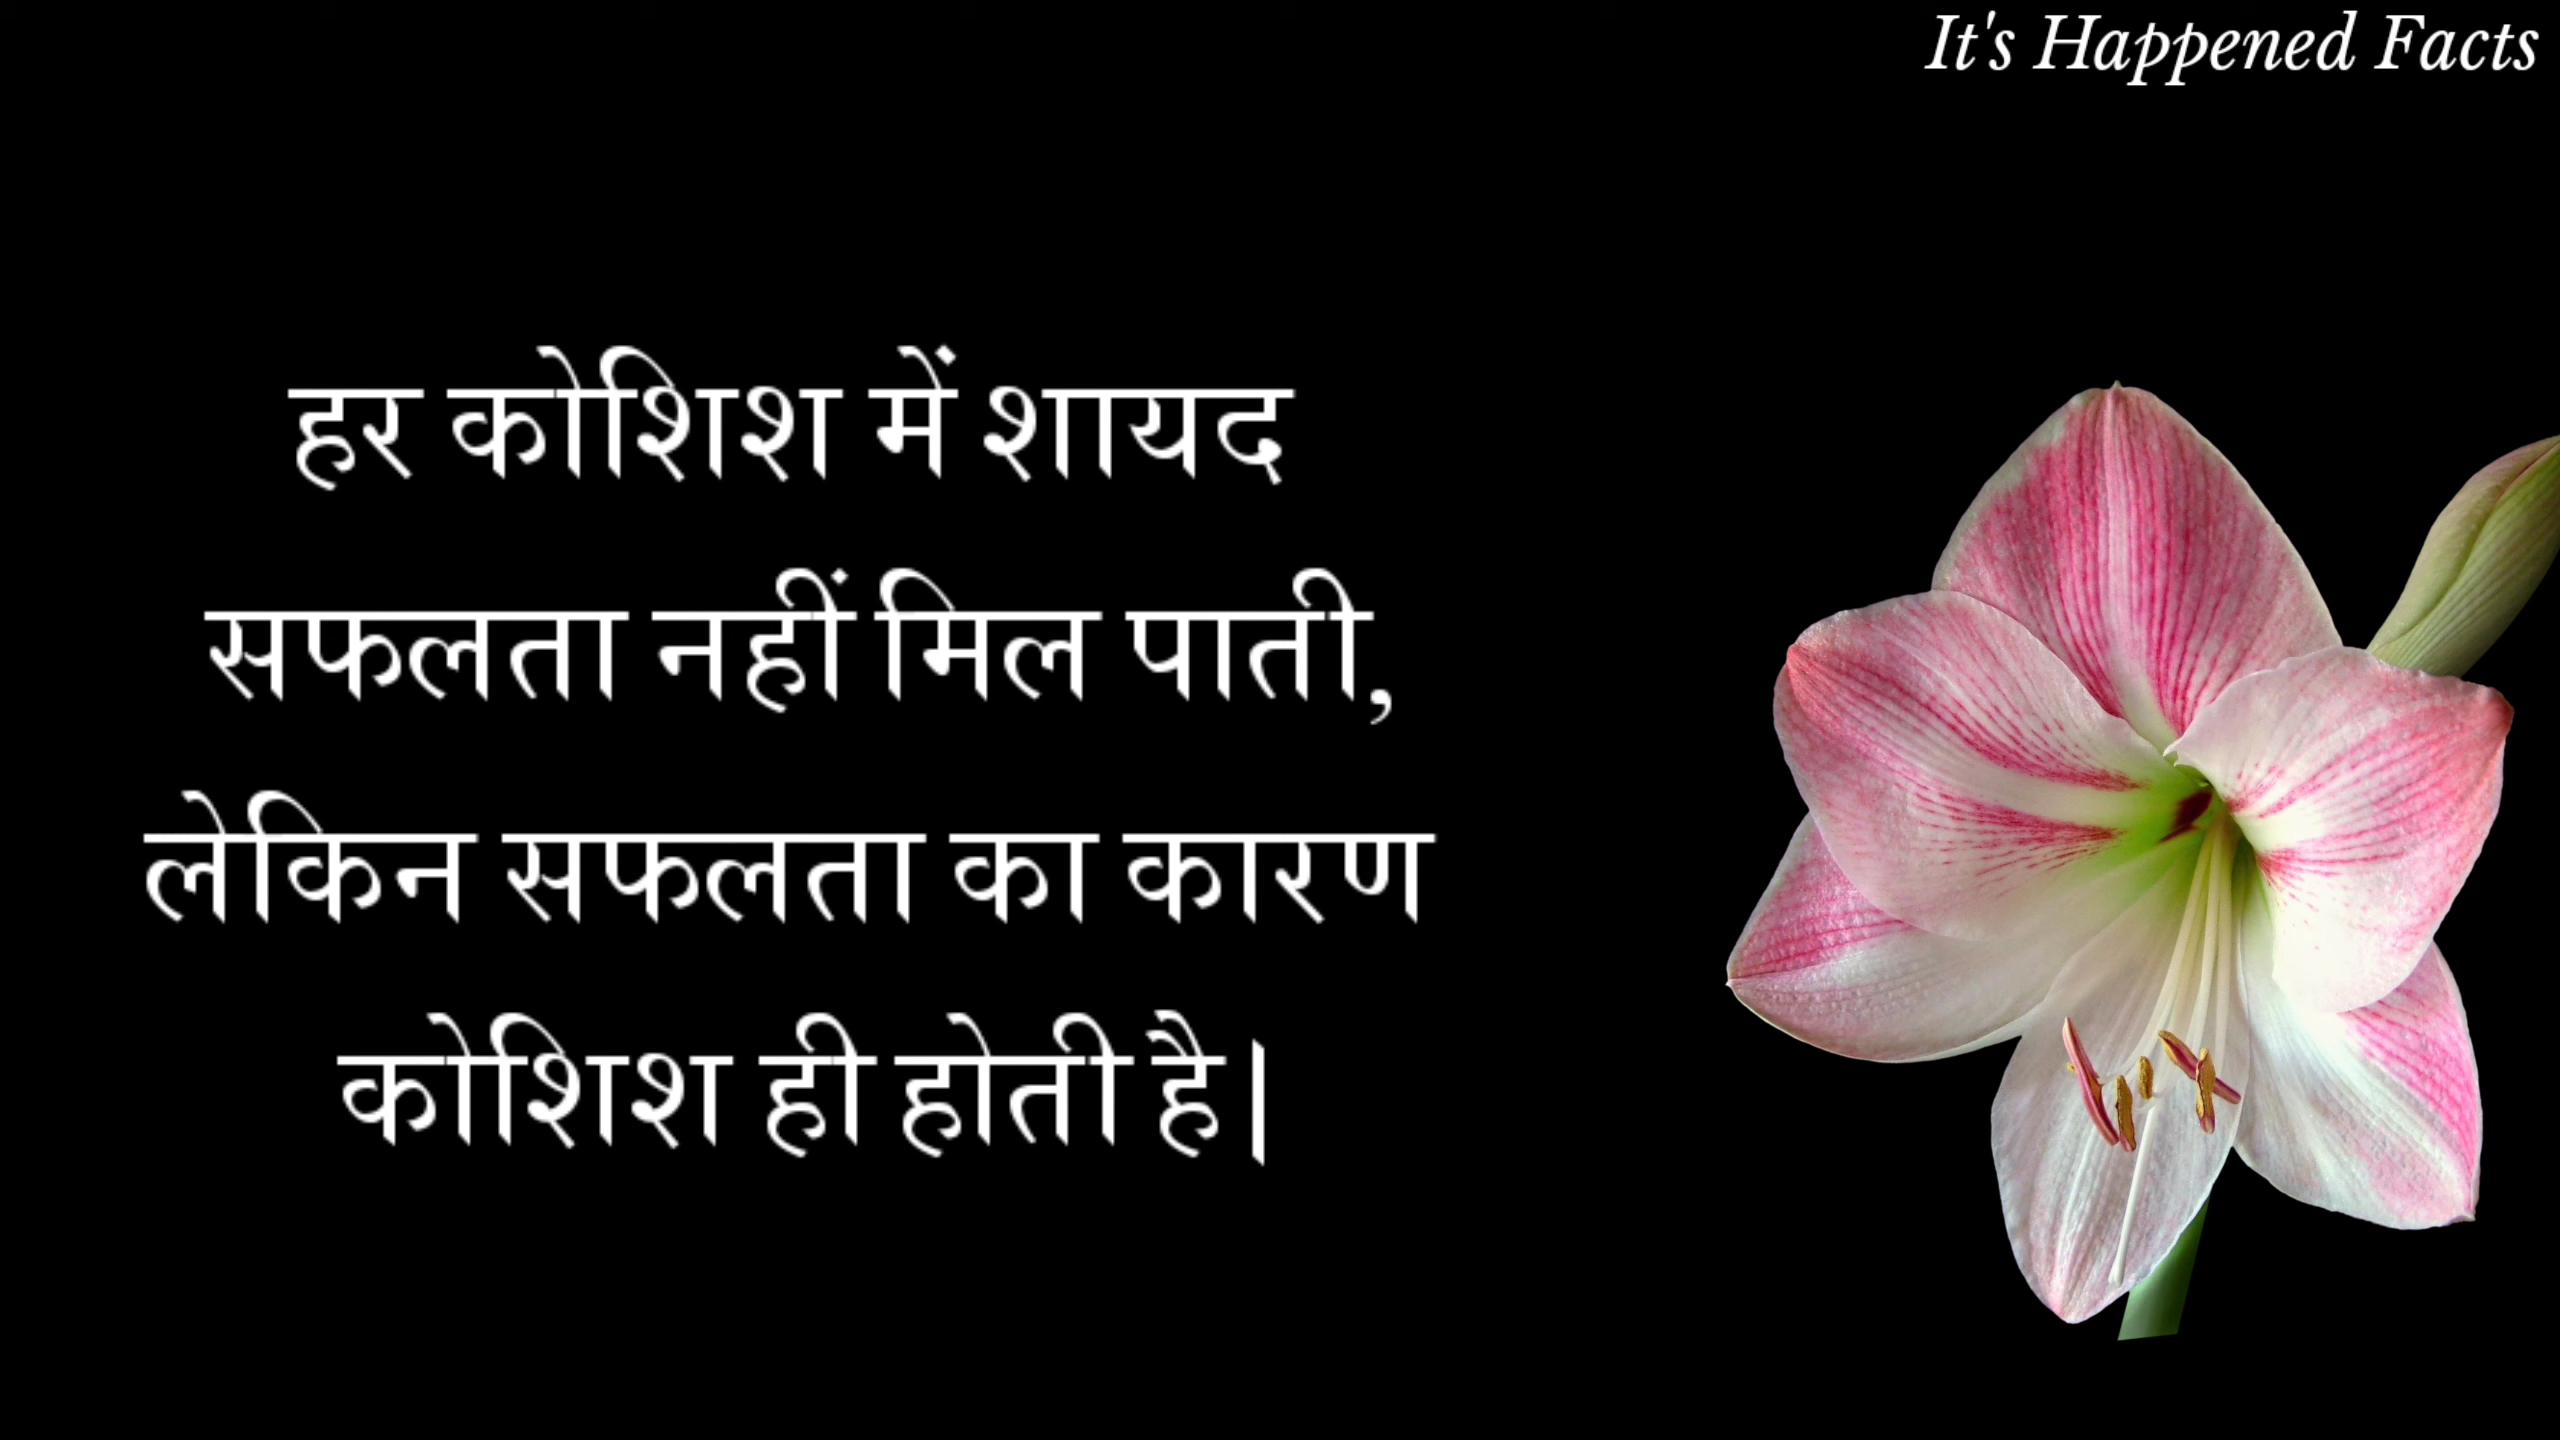 It's Happened Facts
हर कोशिश में शायद
सफलता नहीं मिल पाती,
लेकिन सफलता का कारण
कोशिश ही होती है|